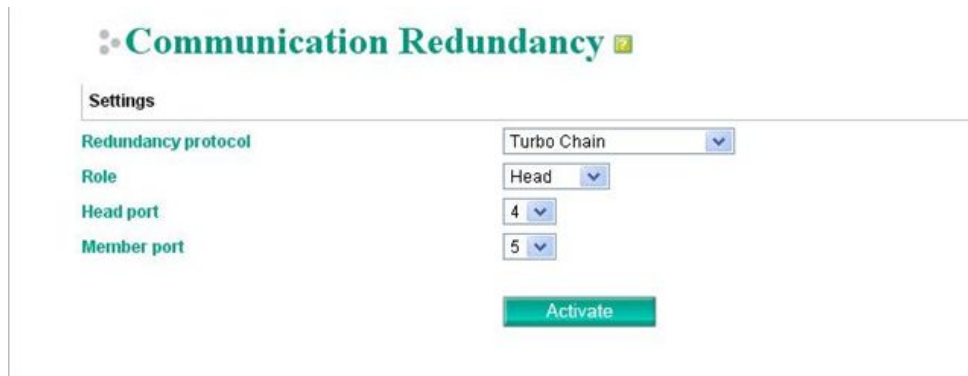 Communication Redundancy ?
Settings
Redundancy protocol Turbo Chain
Role Head
Head port 4
Member port 5
Activate